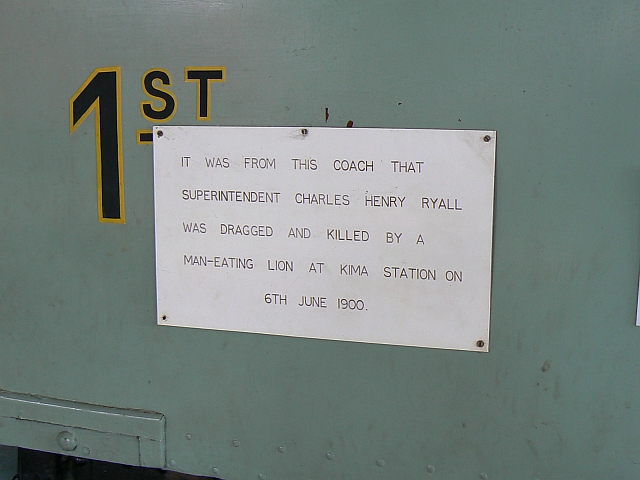 1ST
IT WAS FROM THIS COACH THAT
SUPERINTENDENT CHARLES HENRY RYALL
WAS DRAGGED AND KILLED BY A
MAN-EATING LION AT KIMA STATION ON
6TH JUNE 1900.